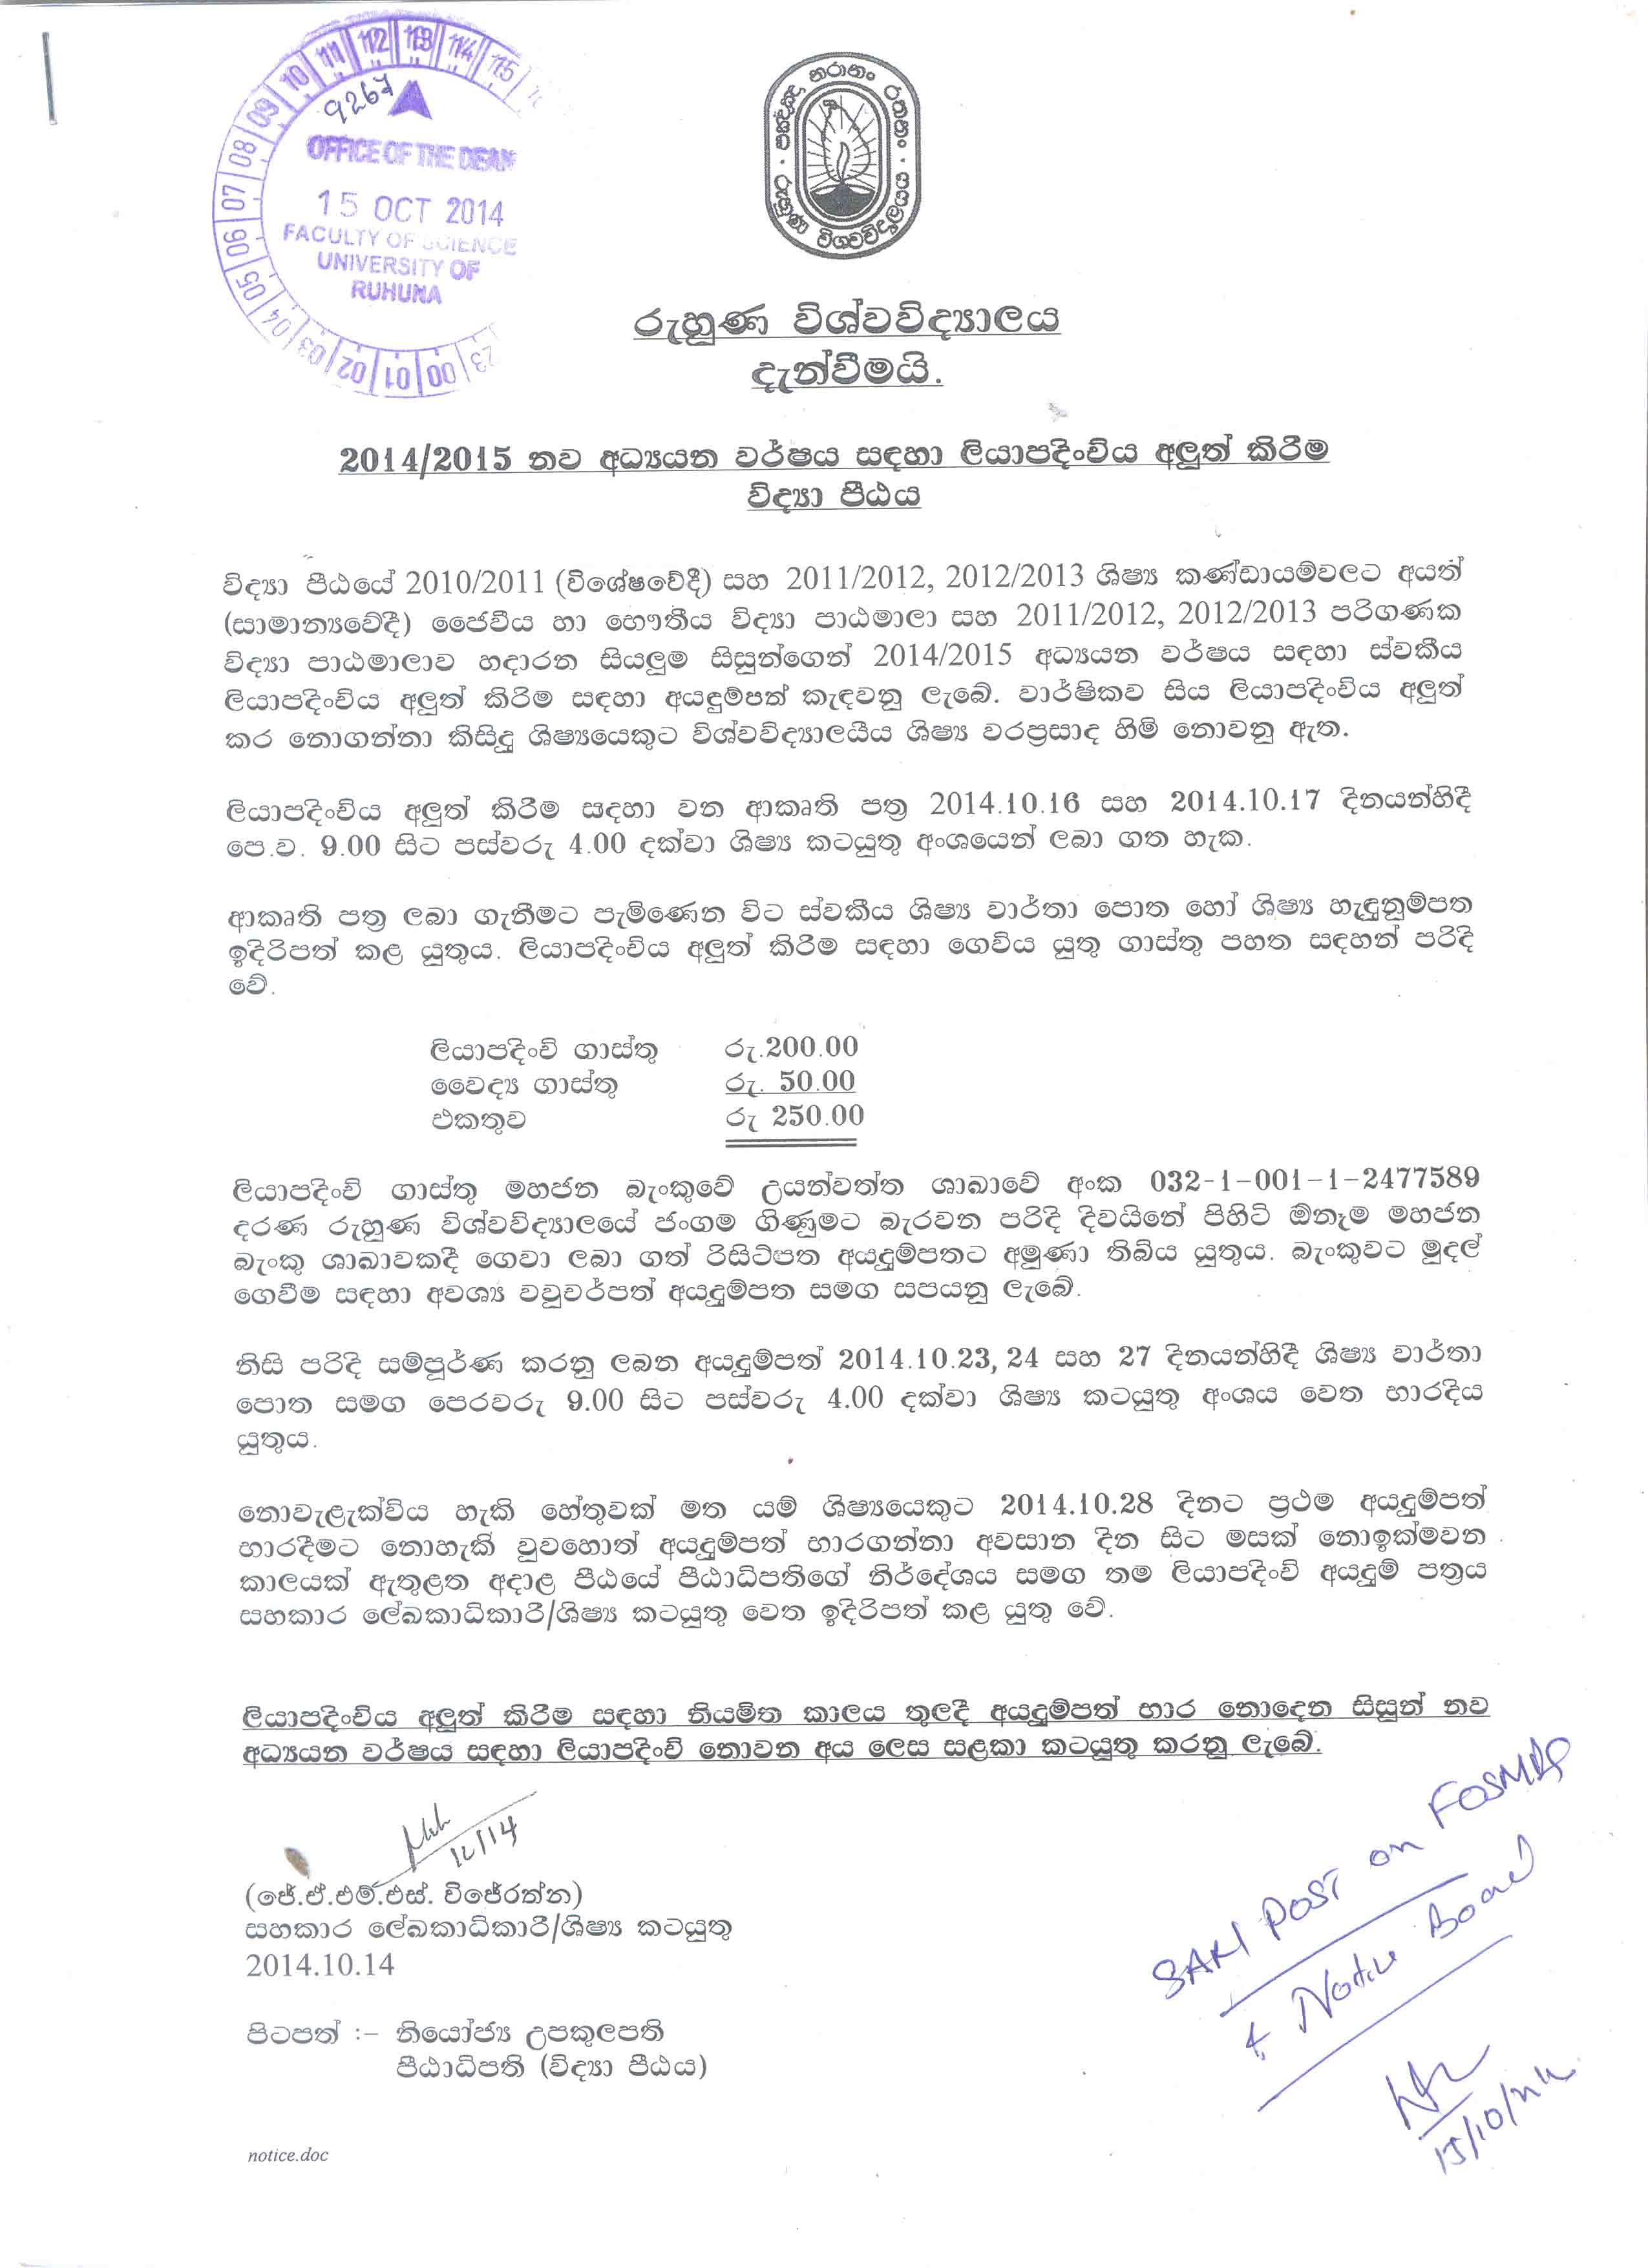 9267
OFFICE OF THE DEAN
15 OCT 2014
FACULTY OF SCIENCE
UNIVERSITY OF
RUHUNA
රුහුණ විශ්වවිද්‍යාලය
දැන්වීමයි.
2014/2015 නව අධ්‍යයන වර්ෂය සඳහා ලියාපදිංචිය අලුත් කිරීම
විද්‍යා පීඨය
විද්‍යා පීඨයේ 2010/2011 (විශේෂවේදී) සහ 2011/2012, 2012/2013 ශිෂ්‍ය කණ්ඩායම්වලට අයත්
(සාමාන්‍යවේදී) ජෛවීය හා භෞතීය විද්‍යා පාඨමාලා සහ 2011/2012, 2012/2013 පරිගණක
විද්‍යා පාඨමාලාව හදාරන සියලුම සිසුන්ගෙන් 2014/2015 අධ්‍යයන වර්ෂය සඳහා ස්වකීය
ලියාපදිංචිය අලුත් කිරිම සඳහා අයඳුම්පත් කැඳවනු ලැබේ. වාර්ෂිකව සිය ලියාපදිංචිය අලුත්
කර නොගන්නා කිසිදු ශිෂ්‍යයෙකුට විශ්වවිද්‍යාලයීය ශිෂ්‍ය වරප්‍රසාද හිමි නොවනු ඇත.
ලියාපදිංචිය අලුත් කිරීම සදහා වන ආකෘති පත්‍ර 2014.10.16 සහ 2014.10.17 දිනයන්හිදී
පෙ.ව. 9.00 සිට පස්වරු 4.00 දක්වා ශිෂ්‍ය කටයුතු අංශයෙන් ලබා ගත හැක.
ආකෘති පත්‍ර ලබා ගැනීමට පැමිණෙන විට ස්වකීය ශිෂ්‍ය වාර්තා පොත හෝ ශිෂ්‍ය හැඳුනුම්පත
ඉදිරිපත් කළ යුතුය. ලියාපදිංචිය අලුත් කිරීම සඳහා ගෙවිය යුතු ගාස්තු පහත සඳහන් පරිදි
වේ.
ලියාපදිංචි ගාස්තු රු.200.00
වෛද්‍ය ගාස්තු රු. 50.00
එකතුව රු 250.00
ලියාපදිංචි ගාස්තු මහජන බැංකුවේ උයන්වත්ත ශාඛාවේ අංක 032-1-001-1-2477589
දරණ රුහුණ විශ්වවිද්‍යාලයේ ජංගම ගිණුමට බැරවන පරිදි දිවයිනේ පිහිටි ඕනෑම මහජන
බැංකු ශාඛාවකදී ගෙවා ලබා ගත් රිසිට්පත අයදුම්පතට අමුණා තිබිය යුතුය. බැංකුවට මුදල්
ගෙවීම සඳහා අවශ්‍ය වවුචර්පත් අයදුම්පත සමග සපයනු ලැබේ.
නිසි පරිදි සම්පූර්ණ කරනු ලබන අයදුම්පත් 2014.10.23, 24 සහ 27 දිනයන්හිදී ශිෂ්‍ය වාර්තා
පොත සමග පෙරවරු 9.00 සිට පස්වරු 4.00 දක්වා ශිෂ්‍ය කටයුතු අංශය වෙත භාරදිය
යුතුය.
නොවැළැක්විය හැකි හේතුවක් මත යම් ශිෂ්‍යයෙකුට 2014.10.28 දිනට ප්‍රථම අයදුම්පත්
භාරදීමට නොහැකි වුවහොත් අයදුම්පත් භාරගන්නා අවසාන දින සිට මසක් නොඉක්මවන
කාලයක් ඇතුළත අදාළ පීඨයේ පීඨාධිපතිගේ නිර්දේශය සමග තම ලියාපදිංචි අයදුම් පත්‍රය
සහකාර ලේඛකාධිකාරී/ශිෂ්‍ය කටයුතු වෙත ඉදිරිපත් කළ යුතු වේ.
ලියාපදිංචිය අලුත් කිරීම සඳහා නියමිත කාලය තුලදී අයදුම්පත් භාර නොදෙන සිසුන් නව
අධ්‍යයන වර්ෂය සඳහා ලියාපදිංචි නොවන අය ලෙස සළකා කටයුතු කරනු ලැබේ.
(ජේ.ඒ.එම්.එස්. විජේරත්න)
සහකාර ලේඛකාධිකාරී/ශිෂ්‍ය කටයුතු
2014.10.14
පිටපත් :- නියෝජ්‍ය උපකුලපති
පීඨාධිපති (විද්‍යා පීඨය)
POST on
& Notice Board
notice.doc